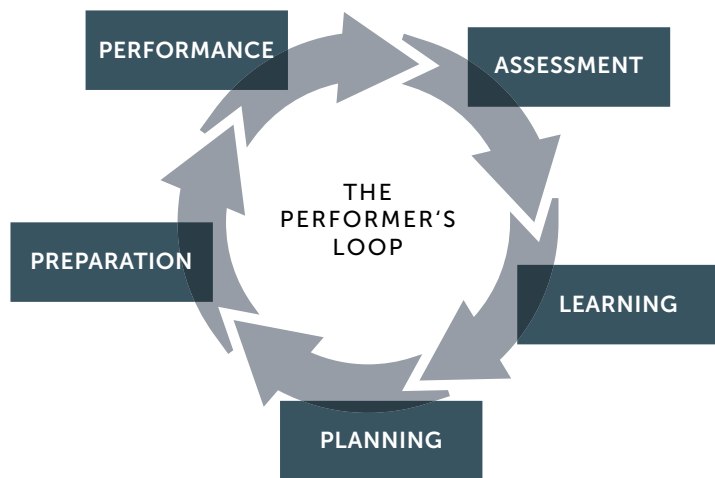 PERFORMANCE
ASSESSMENT
THE
PERFORMER‘S
LOOP
PREPARATION
LEARNING
PLANNING